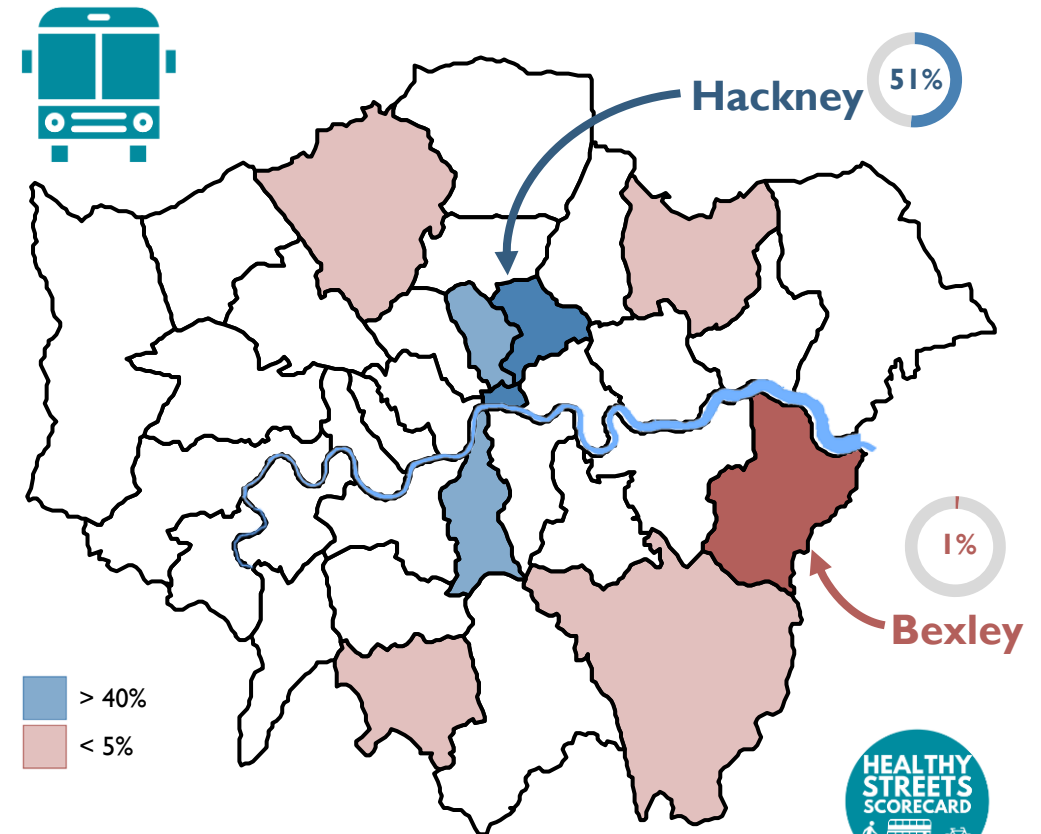 Hackney
51%
1%
Bexley
> 40%
< 5%
HEALTHY
STREETS
SCORECARD